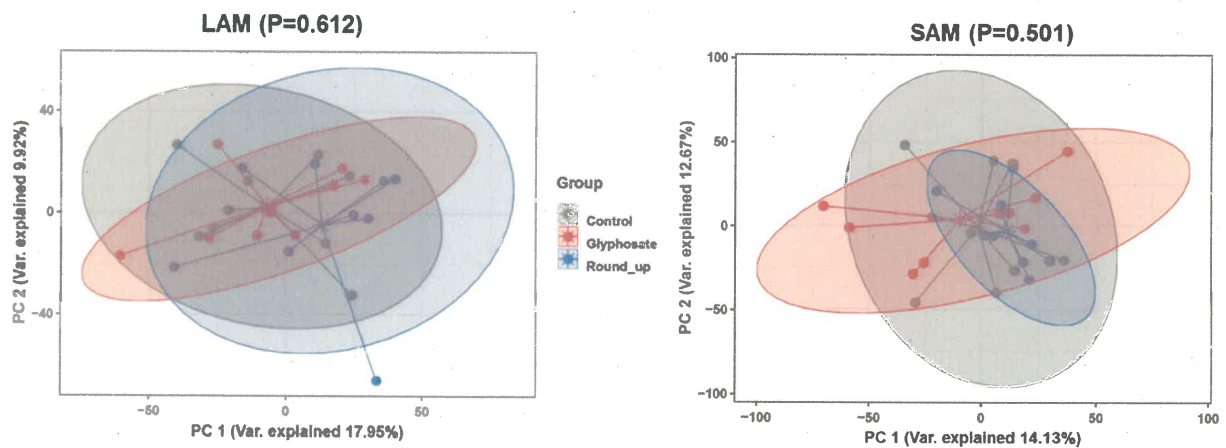 LAM (P=0.612)
40
0
−40
PC 2 (Var. explained 9.92%)
−50
0
50
PC 1 (Var. explained 17.95%)
Group
Control
Glyphosate
Round_up
SAM (P=0.501)
100
50
0
−50
−100
PC 2 (Var. explained 12.67%)
−100
−50
0
50
100
PC 1 (Var. explained 14.13%)